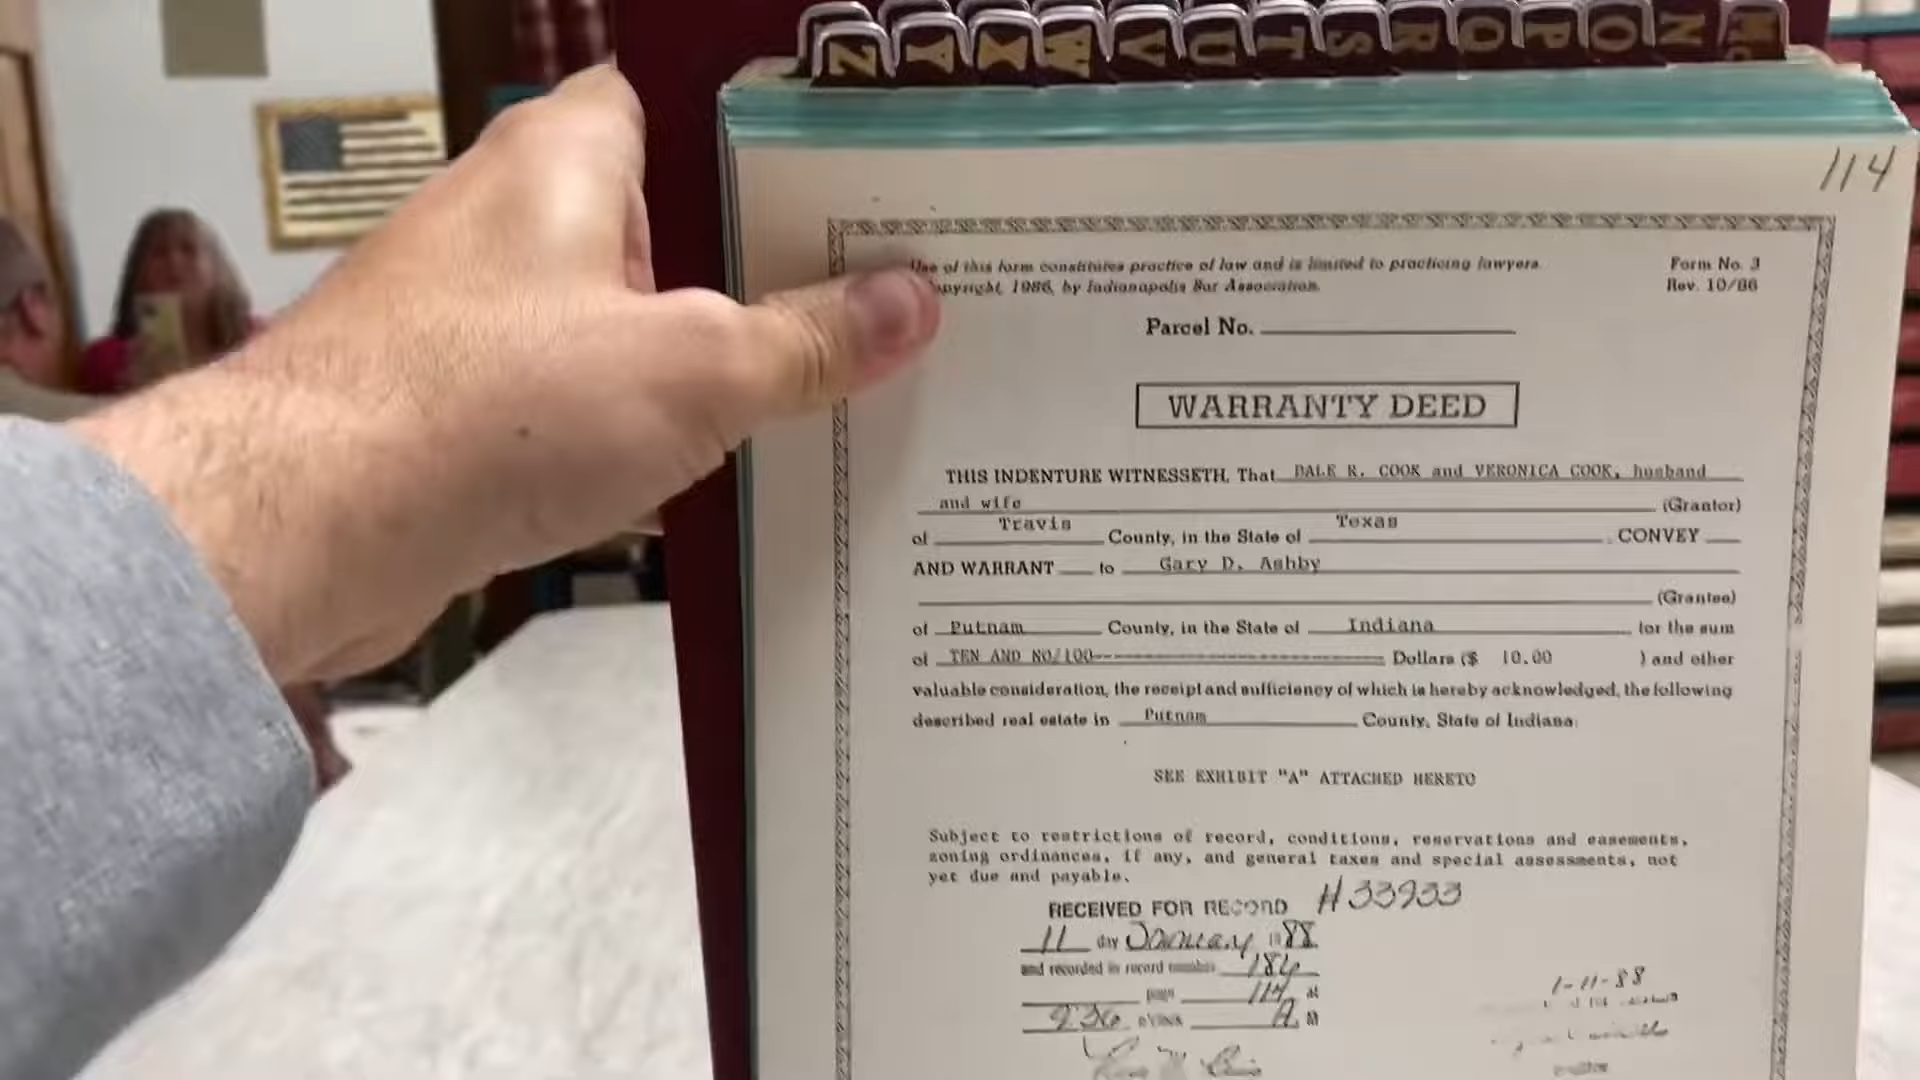 Z Y X W V U T S R Q P O N Mc
114
Use of this form constitutes practice of law and is limited to practicing lawyers.
Copyright, 1986, by Indianapolis Bar Association.
Form No. 3
Rev. 10/86
Parcel No.
WARRANTY DEED
THIS INDENTURE WITNESSETH, That DALE R. COOK and VERONICA COOK, husband
and wife (Grantor)
of Travis County, in the State of Texas , CONVEY
AND WARRANT to Gary D. Ashby
(Grantee)
of Putnam County, in the State of Indiana for the sum
of TEN AND NO/100------------------------------ Dollars ($ 10.00 ) and other
valuable consideration, the receipt and sufficiency of which is hereby acknowledged, the following
described real estate in Putnam County, State of Indiana:
SEE EXHIBIT "A" ATTACHED HERETO
Subject to restrictions of record, conditions, reservations and easements,
zoning ordinances, if any, and general taxes and special assessments, not
yet due and payable.
RECEIVED FOR RECORD #33933
11 day January 1988
and recorded in record number 184
page 114 at
9:36 o'clock A M
1-11-88